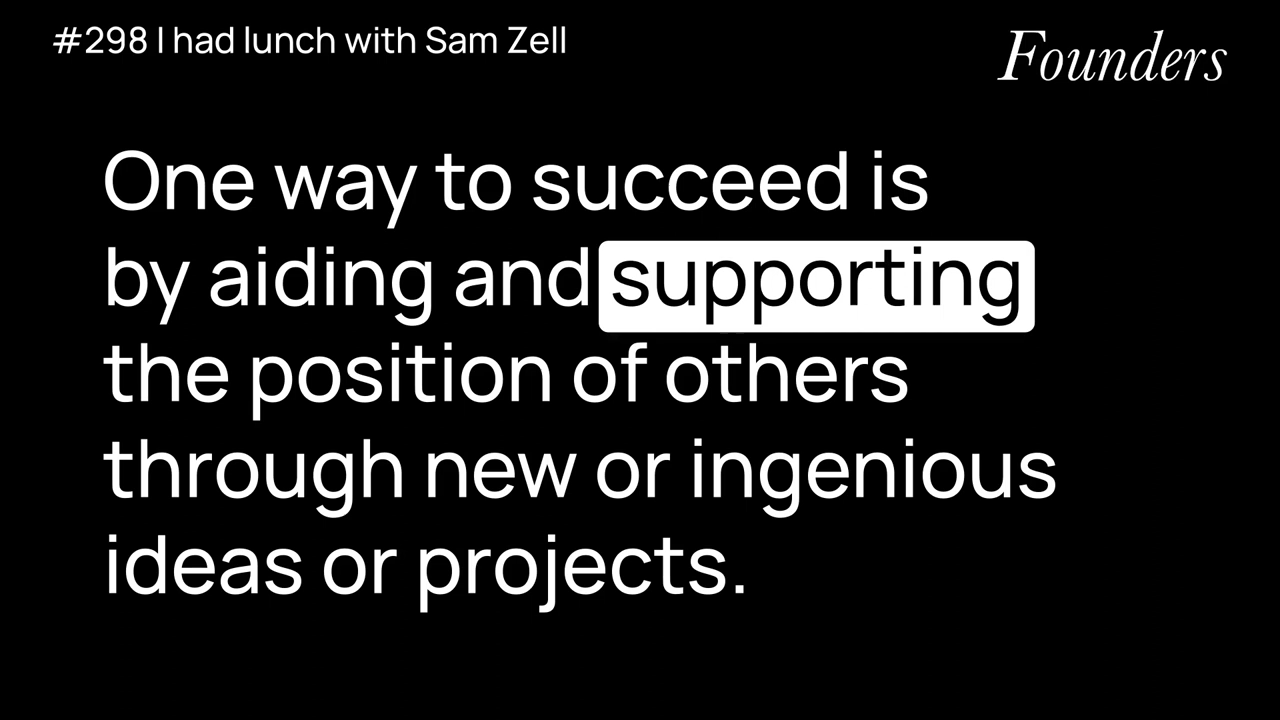 #298 I had lunch with Sam Zell
Founders
One way to succeed is
by aiding and supporting
the position of others
through new or ingenious
ideas or projects.